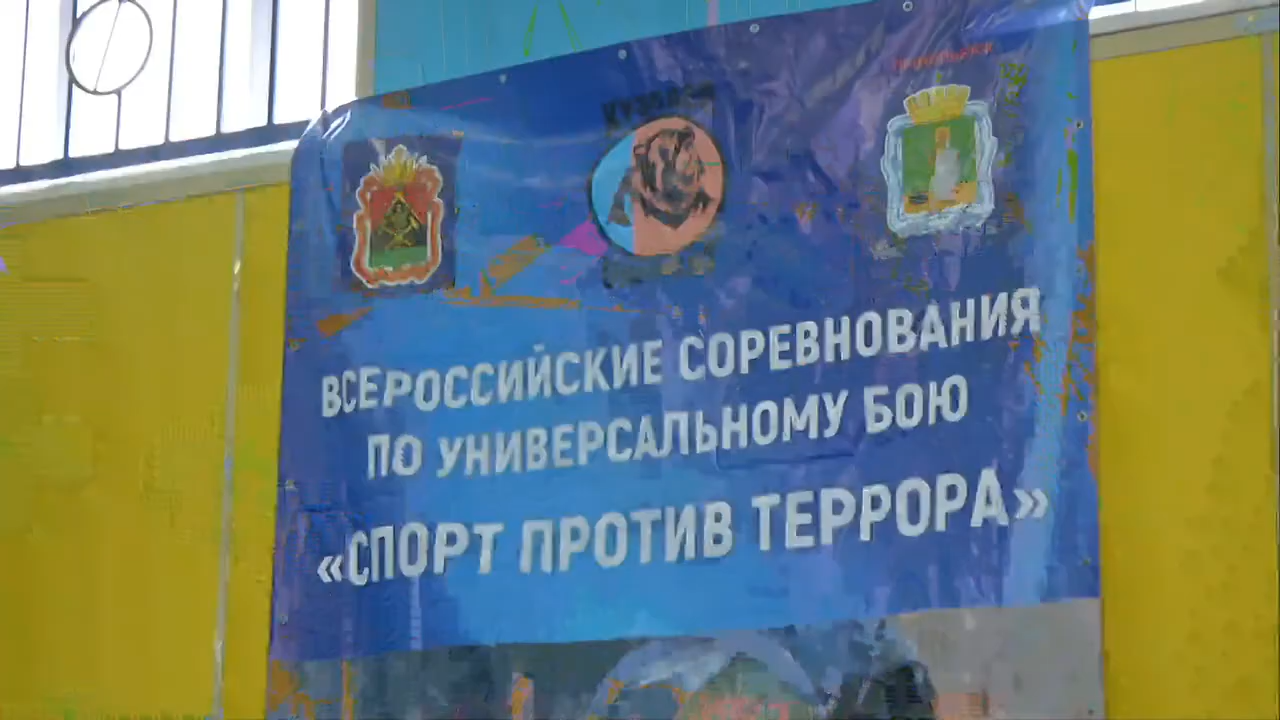 ВСЕРОССИЙСКИЕ СОРЕВНОВАНИЯ
ПО УНИВЕРСАЛЬНОМУ БОЮ
«СПОРТ ПРОТИВ ТЕРРОРА»